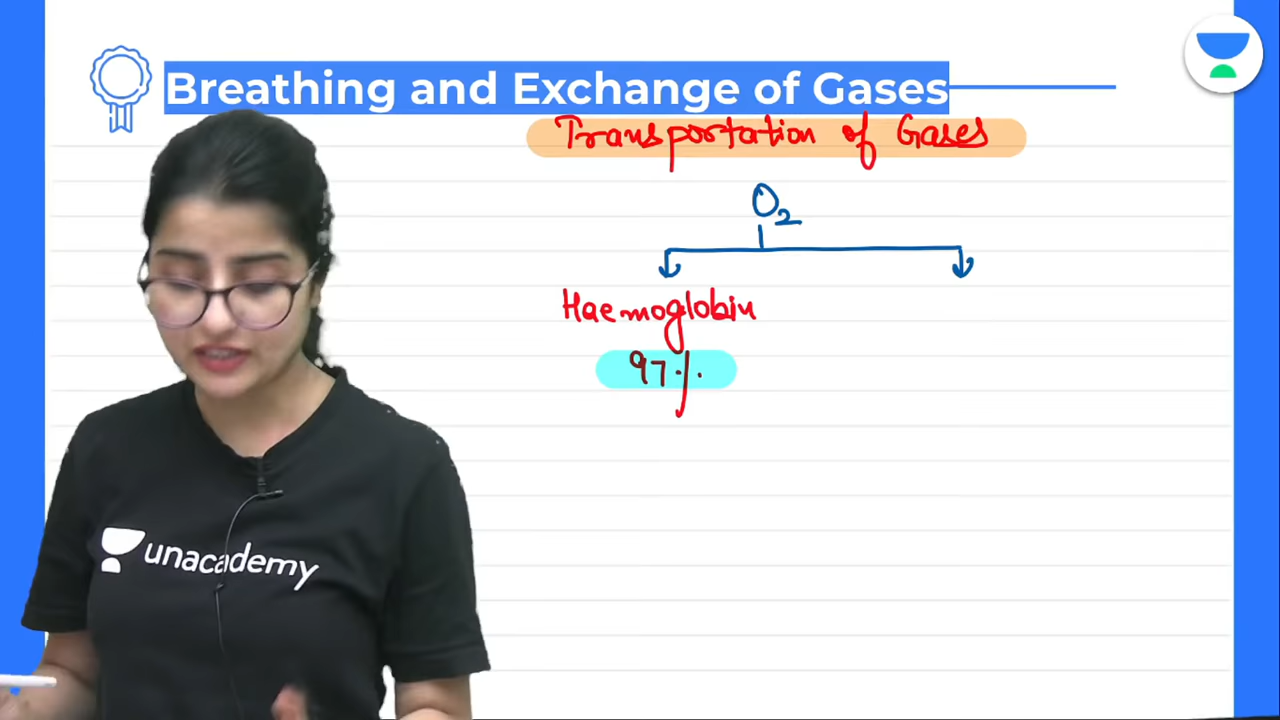 Breathing and Exchange of Gases
Transportation of Gases
O2
Haemoglobin
97%
unacademy